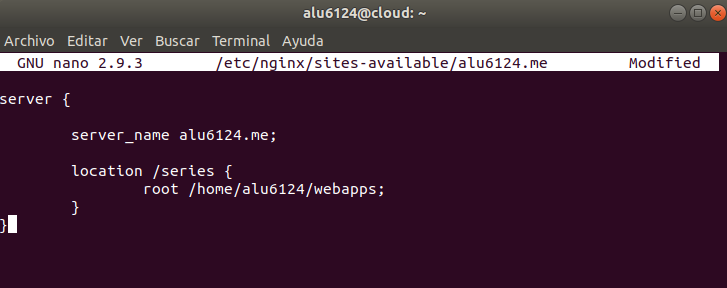 alu6124@cloud: ~
Archivo Editar Ver Buscar Terminal Ayuda
GNU nano 2.9.3 /etc/nginx/sites-available/alu6124.me Modified
server {
server_name alu6124.me;
location /series {
root /home/alu6124/webapps;
}
}